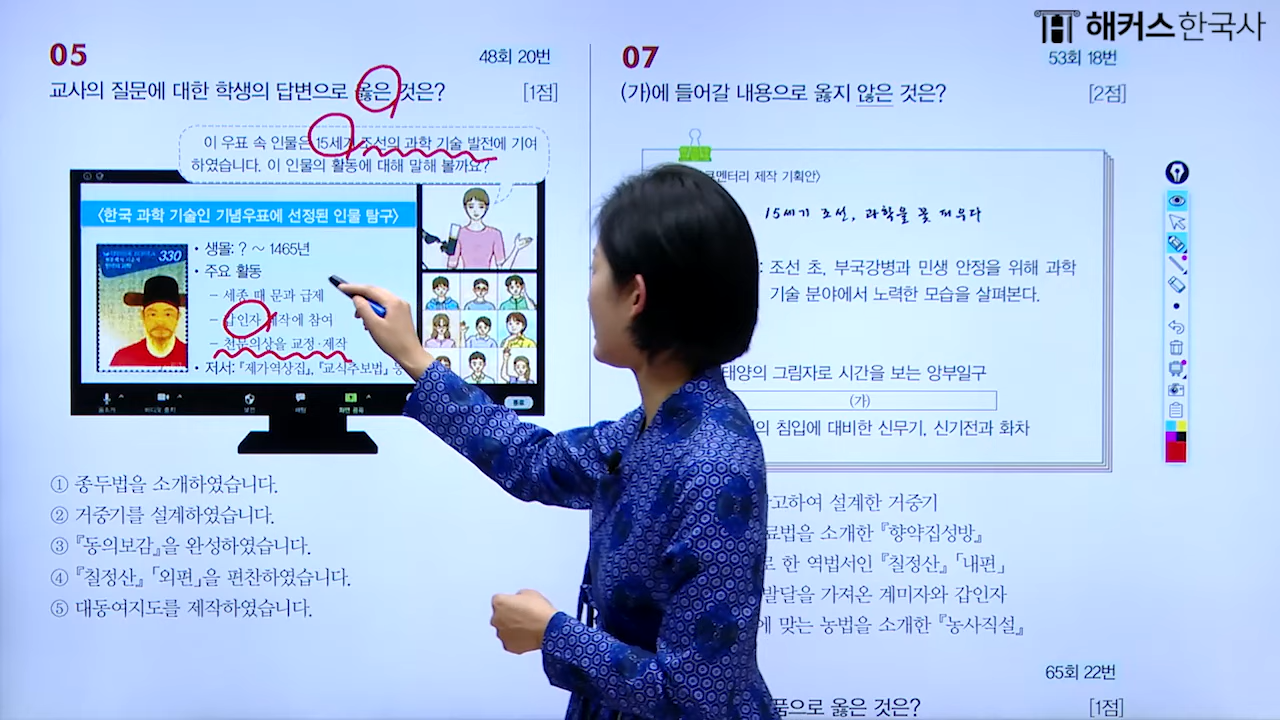 해커스한국사
05
48회 20번
교사의 질문에 대한 학생의 답변으로 옳은 것은?
[1점]
이 우표 속 인물은 15세기 조선의 과학 기술 발전에 기여
하였습니다. 이 인물의 활동에 대해 말해 볼까요?
〈한국 과학 기술인 기념우표에 선정된 인물 탐구〉
330
• 생몰: ? ~ 1465년
• 주요 활동
– 세종 때 문과 급제
– 갑인자 제작에 참여
– 천문의상을 교정·제작
• 저서: 『제가역상집』, 『교식추보법』 등
화면 공유
종료
① 종두법을 소개하였습니다.
② 거중기를 설계하였습니다.
③ 『동의보감』을 완성하였습니다.
④ 『칠정산』「외편」을 편찬하였습니다.
⑤ 대동여지도를 제작하였습니다.
07
53회 18번
(가)에 들어갈 내용으로 옳지 않은 것은?
[2점]
큐멘터리 제작 기획안〉
15세기 조선, 과학을 꽃 피우다
: 조선 초, 부국강병과 민생 안정을 위해 과학
기술 분야에서 노력한 모습을 살펴본다.
태양의 그림자로 시간을 보는 앙부일구
(가)
의 침입에 대비한 신무기, 신기전과 화차
고하여 설계한 거중기
료법을 소개한 『향약집성방』
로 한 역법서인 『칠정산』「내편」
발달을 가져온 계미자와 갑인자
에 맞는 농법을 소개한 『농사직설』
65회 22번
품으로 옳은 것은?
[1점]